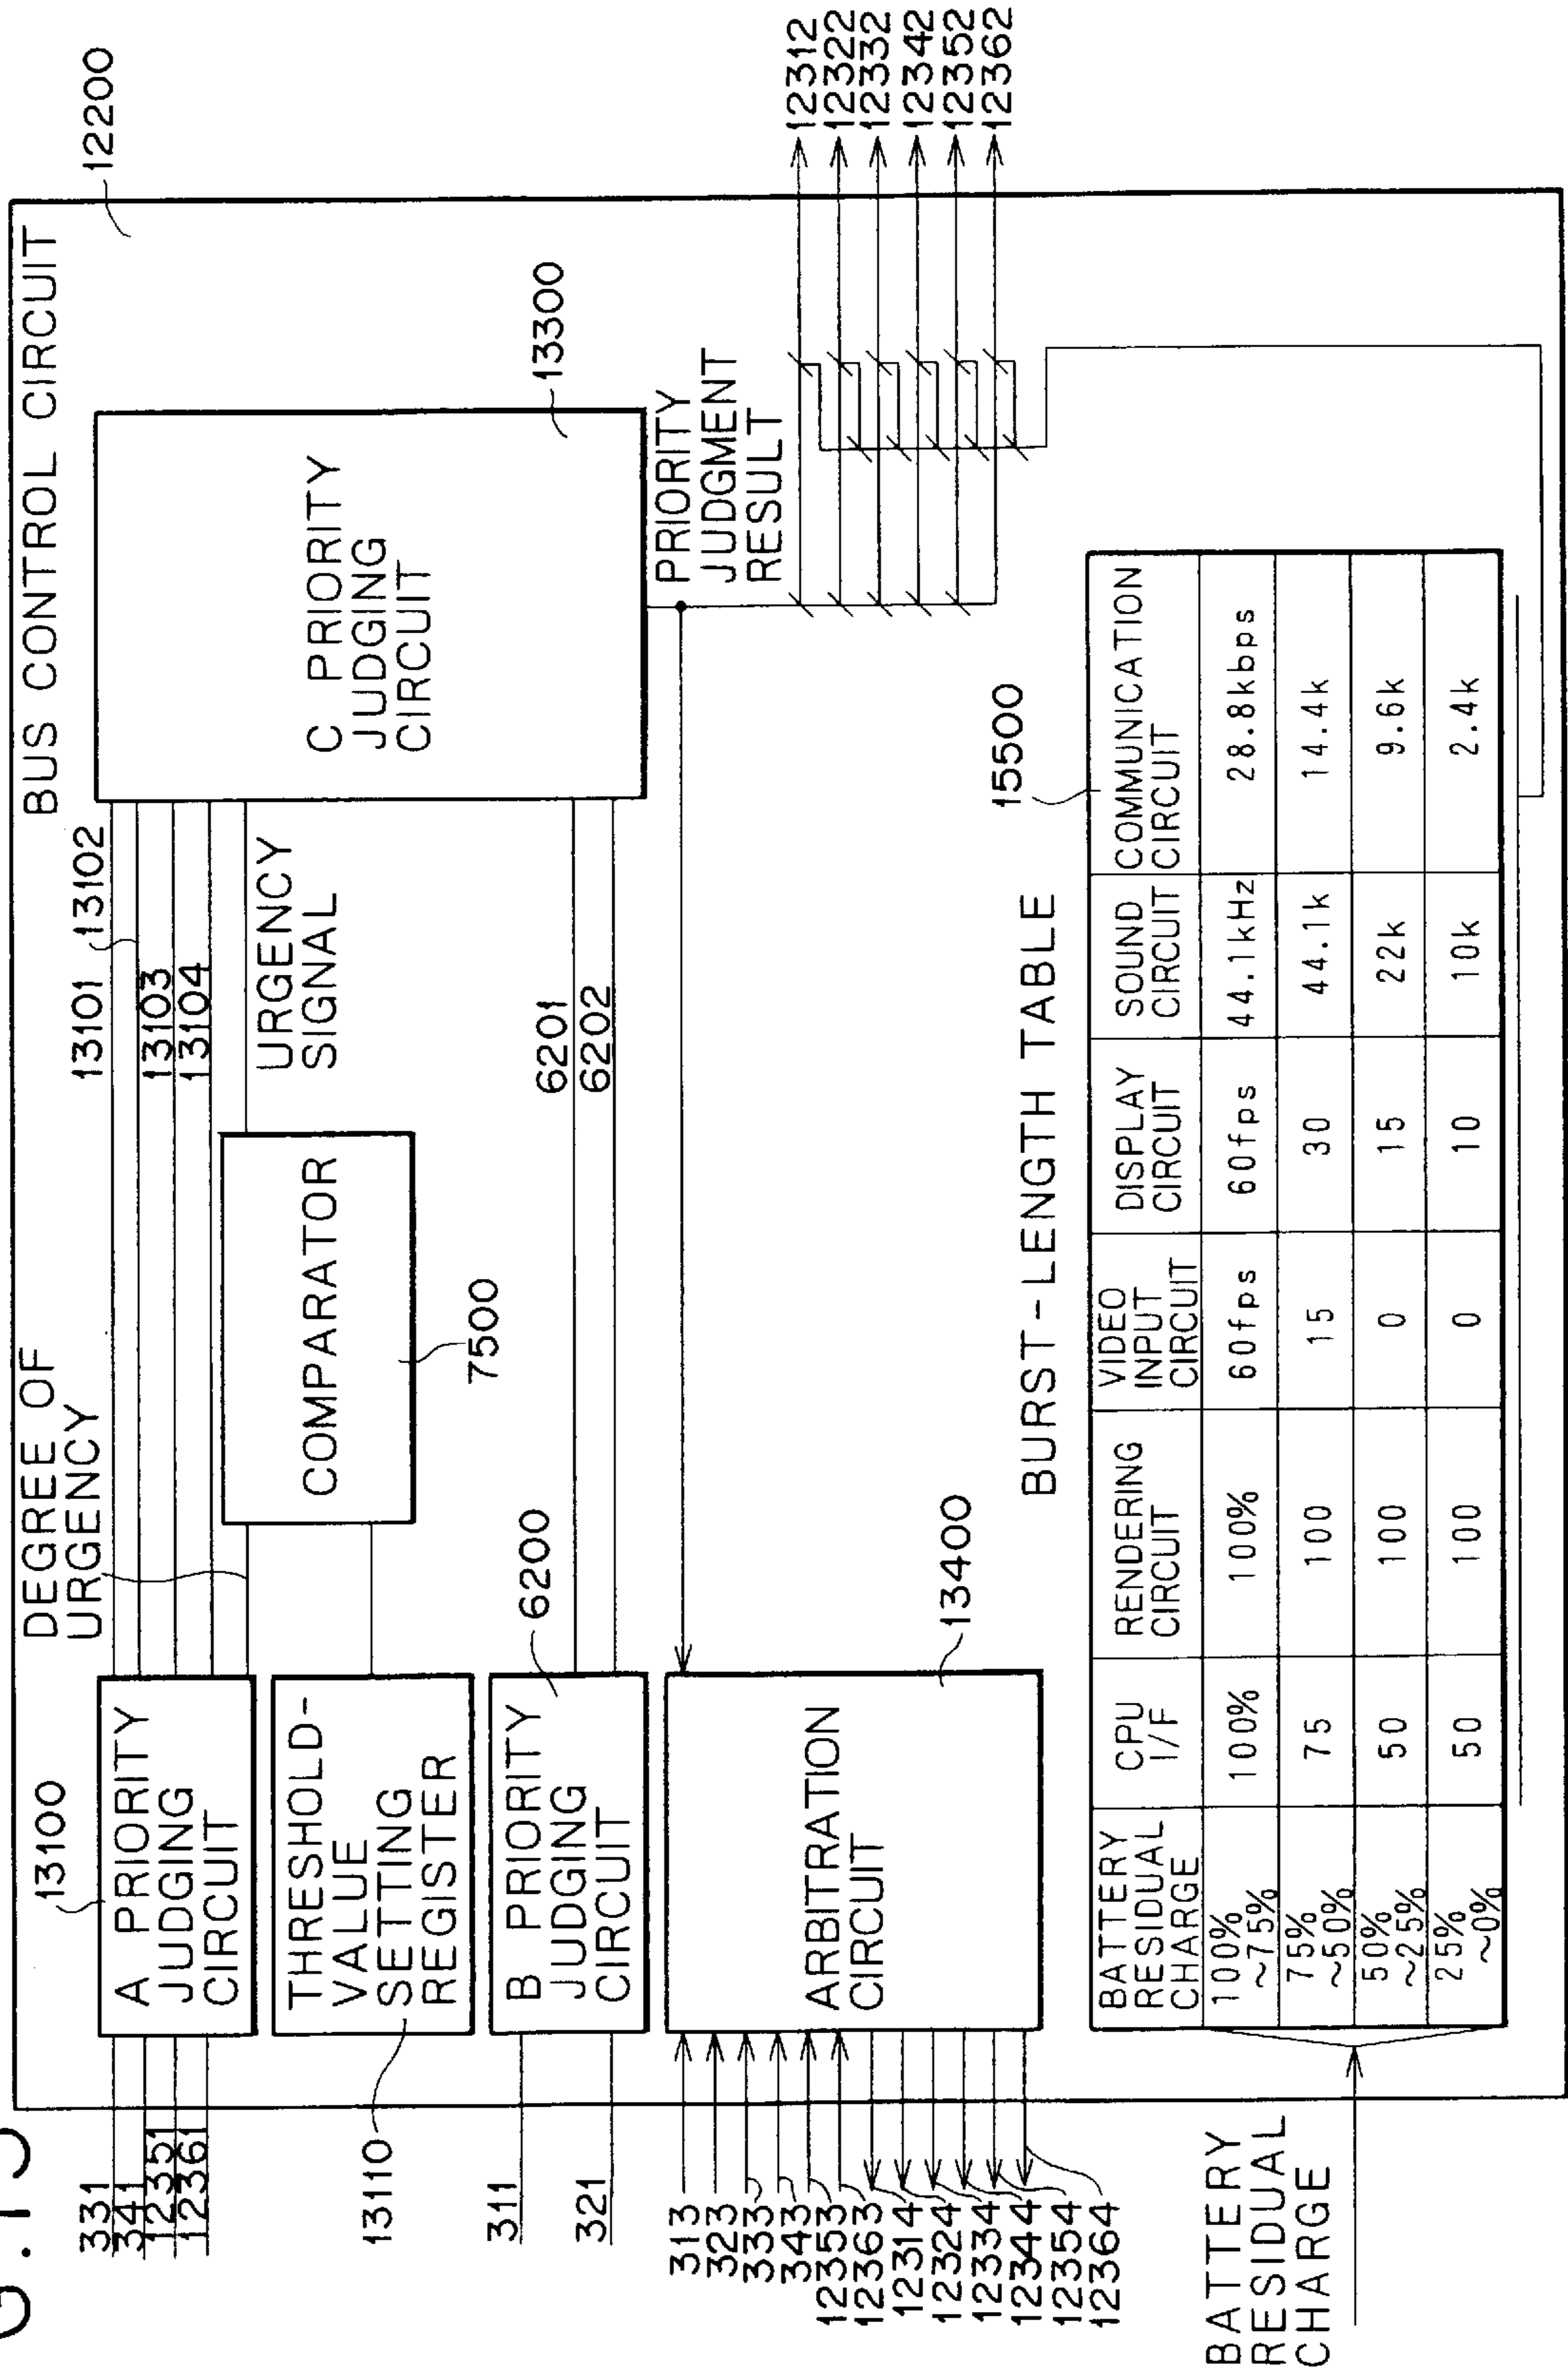 BUS CONTROL CIRCUIT
12200
DEGREE OF
URGENCY
13100
A PRIORITY
JUDGING
CIRCUIT
331
341
12351
12361
13101
13102
13103
13104
THRESHOLD-
VALUE
SETTING
REGISTER
13110
COMPARATOR
7500
URGENCY
SIGNAL
C PRIORITY
JUDGING
CIRCUIT
13300
B PRIORITY
JUDGING
CIRCUIT
6200
311
321
6201
6202
PRIORITY
JUDGMENT
RESULT
ARBITRATION
CIRCUIT
13400
313
323
333
343
12353
12363
12314
12324
12334
12344
12354
12364
12312
12322
12332
12342
12352
12362
BURST-LENGTH TABLE
15500
BATTERY
RESIDUAL
CHARGE
CPU
I/F
RENDERING
CIRCUIT
VIDEO
INPUT
CIRCUIT
DISPLAY
CIRCUIT
SOUND
CIRCUIT
COMMUNICATION
CIRCUIT
100%
~75% 100% 100% 60fps 60fps 44.1kHz 28.8kbps
75%
~50% 75 100 15 30 44.1k 14.4k
50%
~25% 50 100 0 15 22k 9.6k
25%
~0% 50 100 0 10 10k 2.4k
BATTERY
RESIDUAL
CHARGE